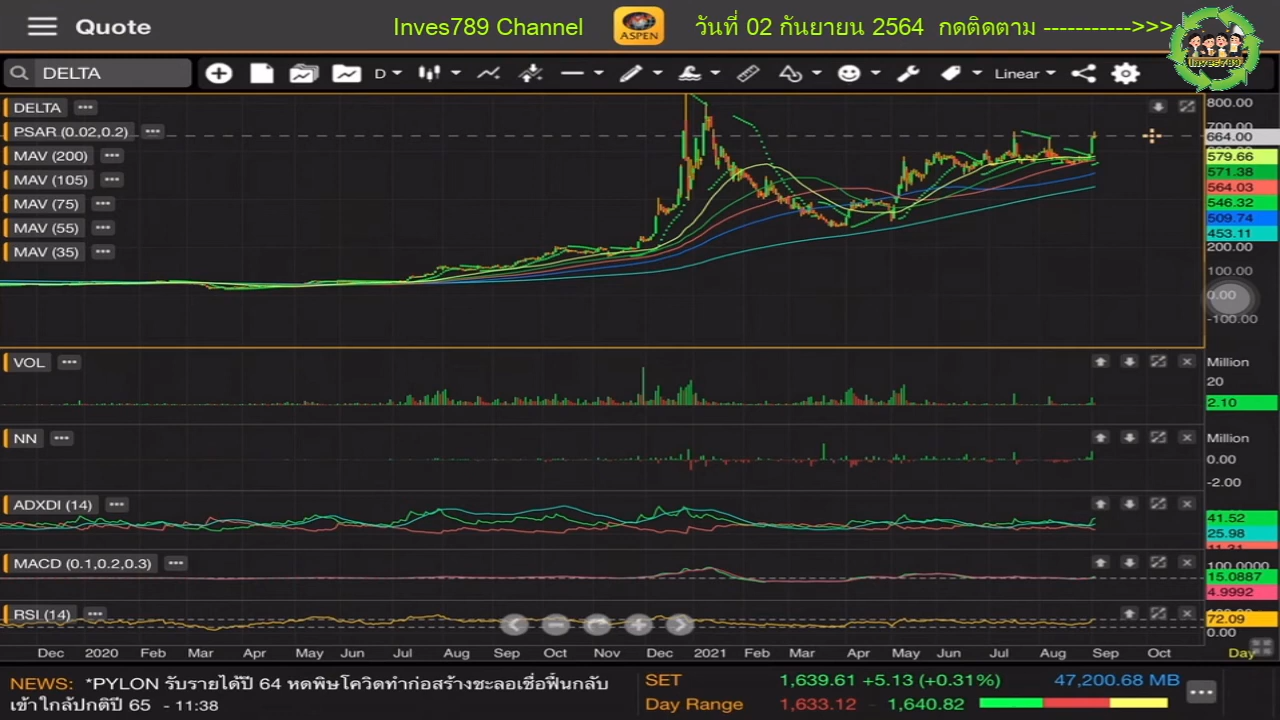 Quote
Inves789 Channel
ASPEN
วันที่ 02 กันยายน 2564 กดติดตาม ----------->>>
Inves789
DELTA
D
Linear
DELTA
PSAR (0.02,0.2)
MAV (200)
MAV (105)
MAV (75)
MAV (55)
MAV (35)
800.00
700.00
664.00
579.66
571.38
564.03
546.32
509.74
453.11
200.00
100.00
0.00
-100.00
VOL
Million
20
2.10
NN
Million
0.00
-2.00
ADXDI (14)
41.52
25.98
MACD (0.1,0.2,0.3)
100.0000
15.0887
4.9992
RSI (14)
72.09
0.00
Dec 2020 Feb Mar Apr May Jun Jul Aug Sep Oct Nov Dec 2021 Feb Mar Apr May Jun Jul Aug Sep Oct Day
NEWS: *PYLON รับรายได้ปี 64 หดพิษโควิดทำก่อสร้างชะลอเชื่อฟื้นกลับ
เข้าใกล้ปกติปี 65 - 11:38
SET 1,639.61 +5.13 (+0.31%) 47,200.68 MB
Day Range 1,633.12 - 1,640.82